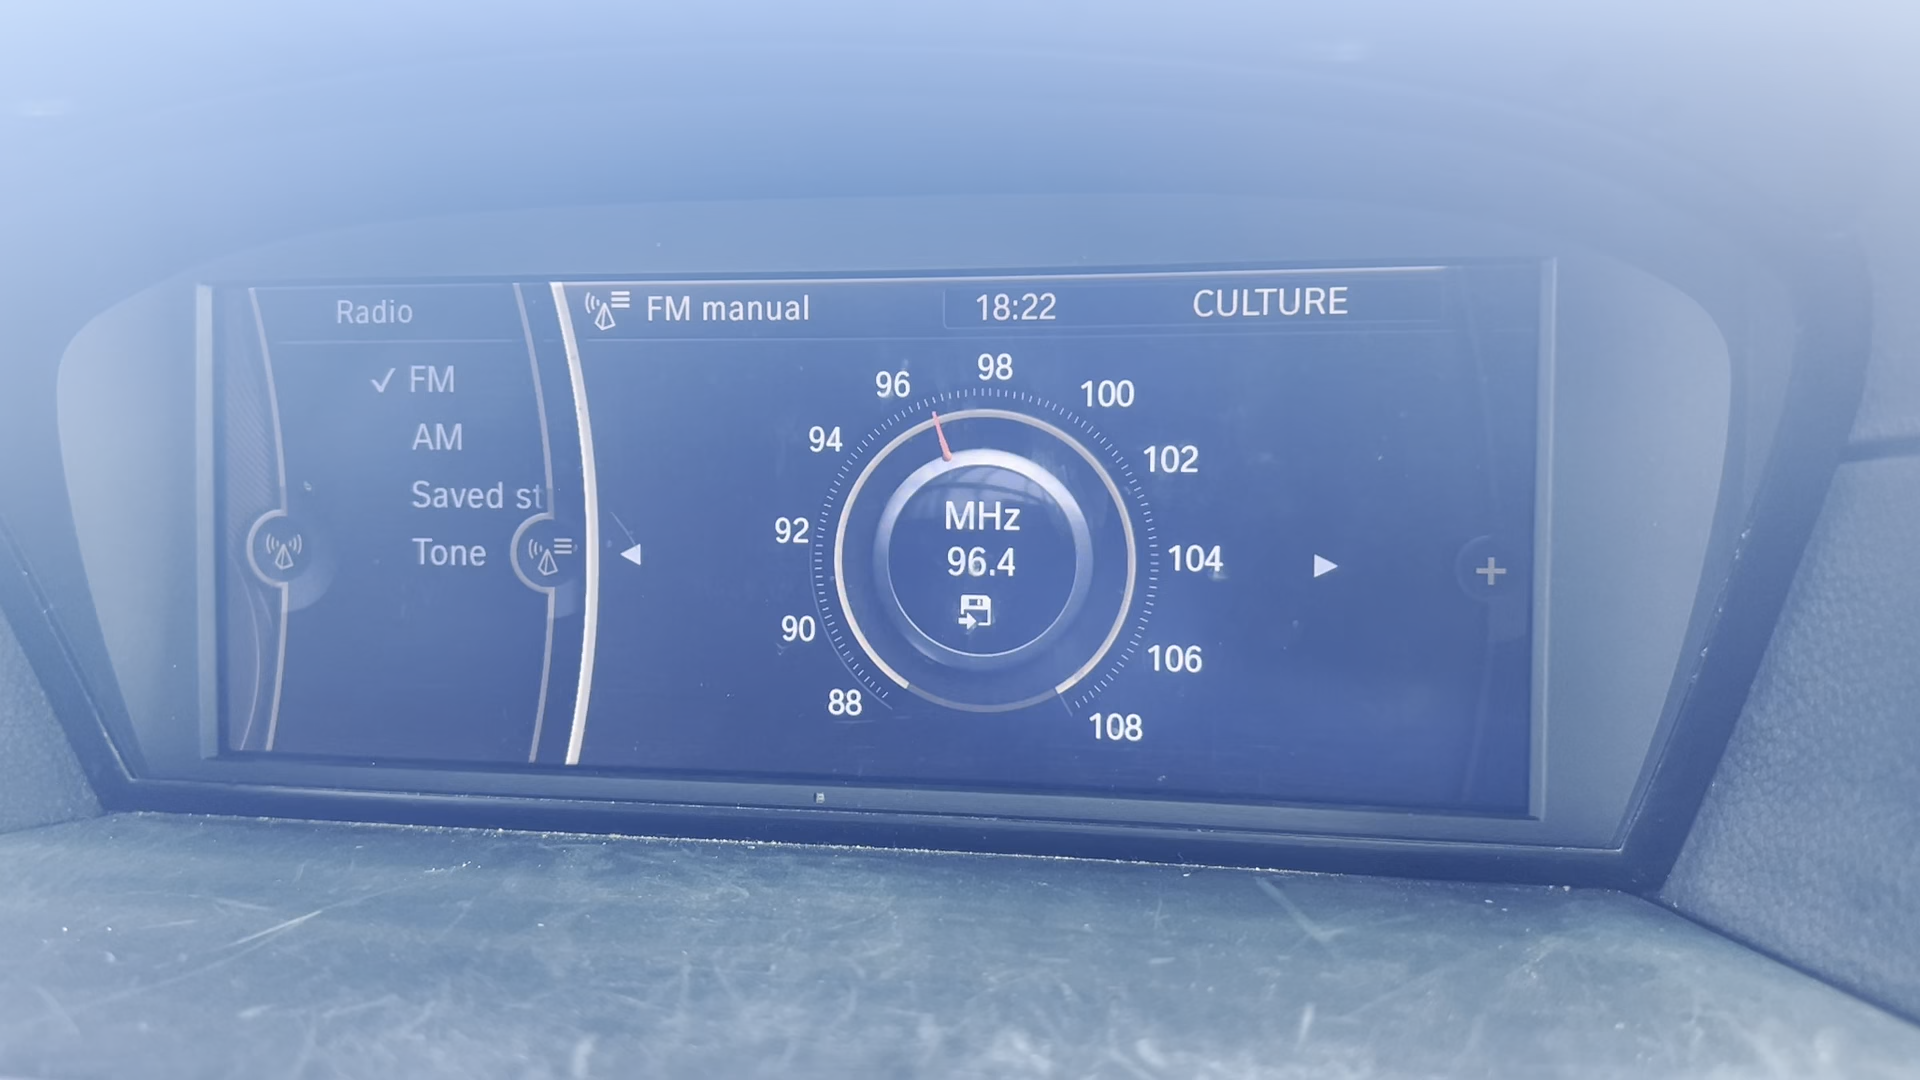 Radio
FM manual
18:22
CULTURE
✓ FM
AM
Saved st
Tone
88
90
92
94
96
98
100
102
104
106
108
MHz
96.4
+